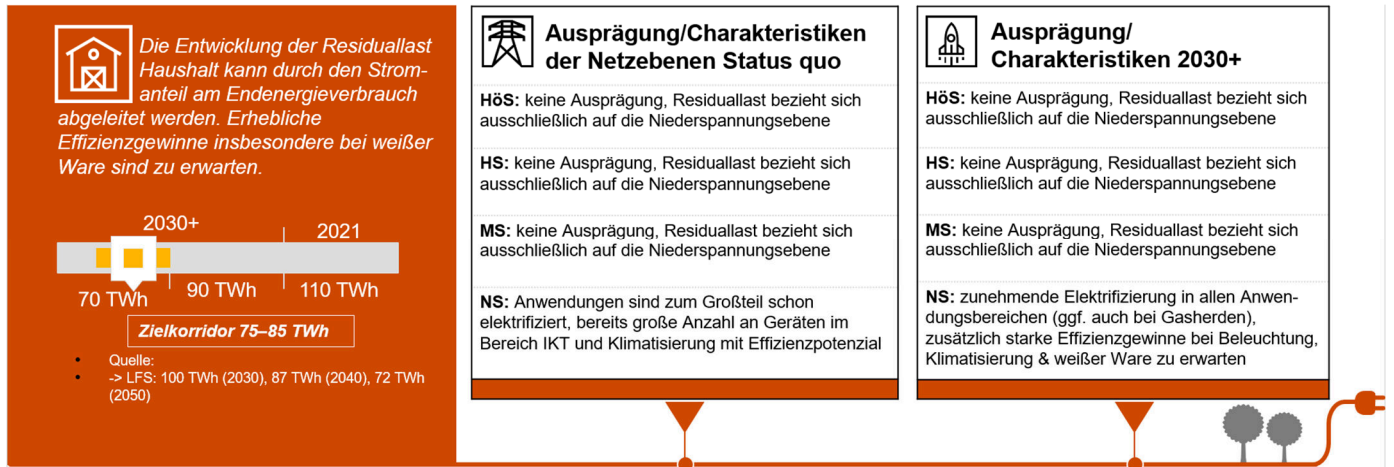 Die Entwicklung der Residuallast
Haushalt kann durch den Strom-
anteil am Endenergieverbrauch
abgeleitet werden. Erhebliche
Effizienzgewinne insbesondere bei weißer
Ware sind zu erwarten.
2030+
2021
70 TWh
90 TWh
110 TWh
Zielkorridor 75–85 TWh
• Quelle:
• -> LFS: 100 TWh (2030), 87 TWh (2040), 72 TWh
(2050)
Ausprägung/Charakteristiken
der Netzebenen Status quo
HöS: keine Ausprägung, Residuallast bezieht sich
ausschließlich auf die Niederspannungsebene
HS: keine Ausprägung, Residuallast bezieht sich
ausschließlich auf die Niederspannungsebene
MS: keine Ausprägung, Residuallast bezieht sich
ausschließlich auf die Niederspannungsebene
NS: Anwendungen sind zum Großteil schon
elektrifiziert, bereits große Anzahl an Geräten im
Bereich IKT und Klimatisierung mit Effizienzpotenzial
Ausprägung/
Charakteristiken 2030+
HöS: keine Ausprägung, Residuallast bezieht sich
ausschließlich auf die Niederspannungsebene
HS: keine Ausprägung, Residuallast bezieht sich
ausschließlich auf die Niederspannungsebene
MS: keine Ausprägung, Residuallast bezieht sich
ausschließlich auf die Niederspannungsebene
NS: zunehmende Elektrifizierung in allen Anwen-
dungsbereichen (ggf. auch bei Gasherden),
zusätzlich starke Effizienzgewinne bei Beleuchtung,
Klimatisierung & weißer Ware zu erwarten